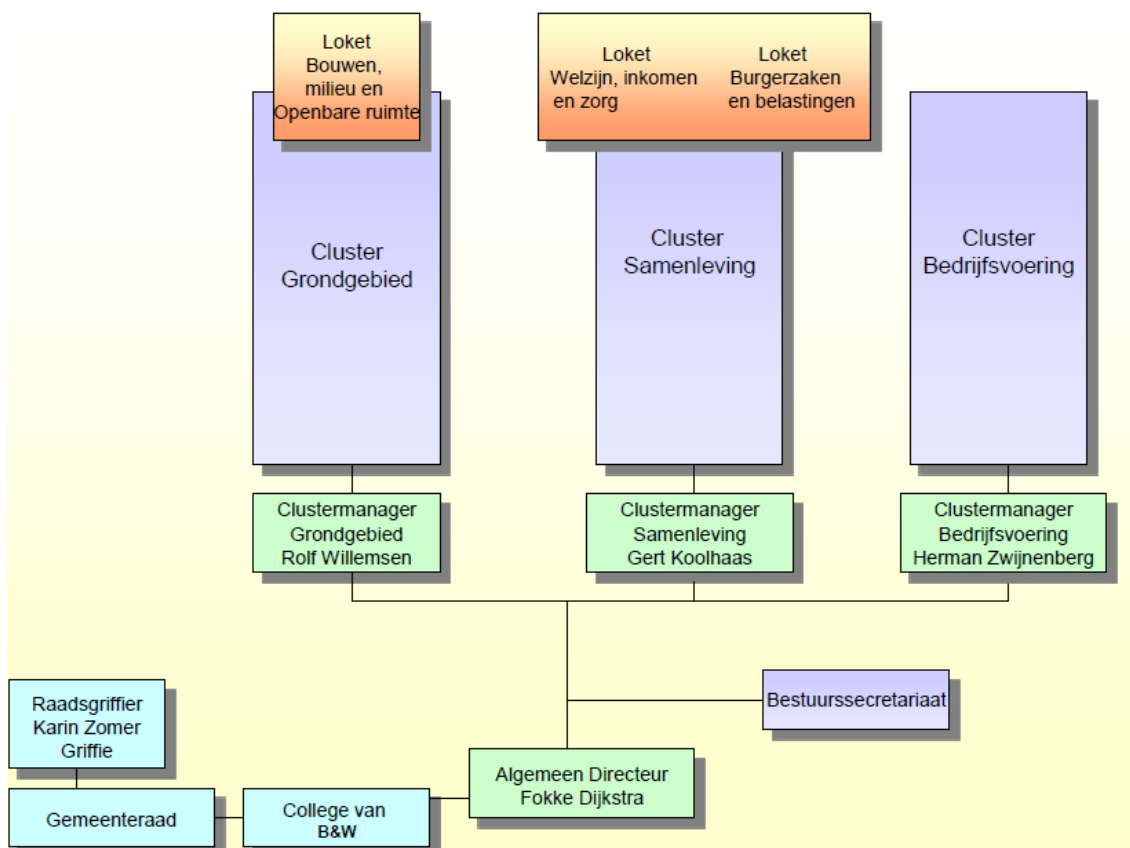 Loket
Bouwen,
milieu en
Openbare ruimte
Loket
Welzijn, inkomen
en zorg
Loket
Burgerzaken
en belastingen
Cluster
Grondgebied
Cluster
Samenleving
Cluster
Bedrijfsvoering
Clustermanager
Grondgebied
Rolf Willemsen
Clustermanager
Samenleving
Gert Koolhaas
Clustermanager
Bedrijfsvoering
Herman Zwijnenberg
Raadsgriffier
Karin Zomer
Griffie
Bestuurssecretariaat
Algemeen Directeur
Fokke Dijkstra
Gemeenteraad
College van
B&W